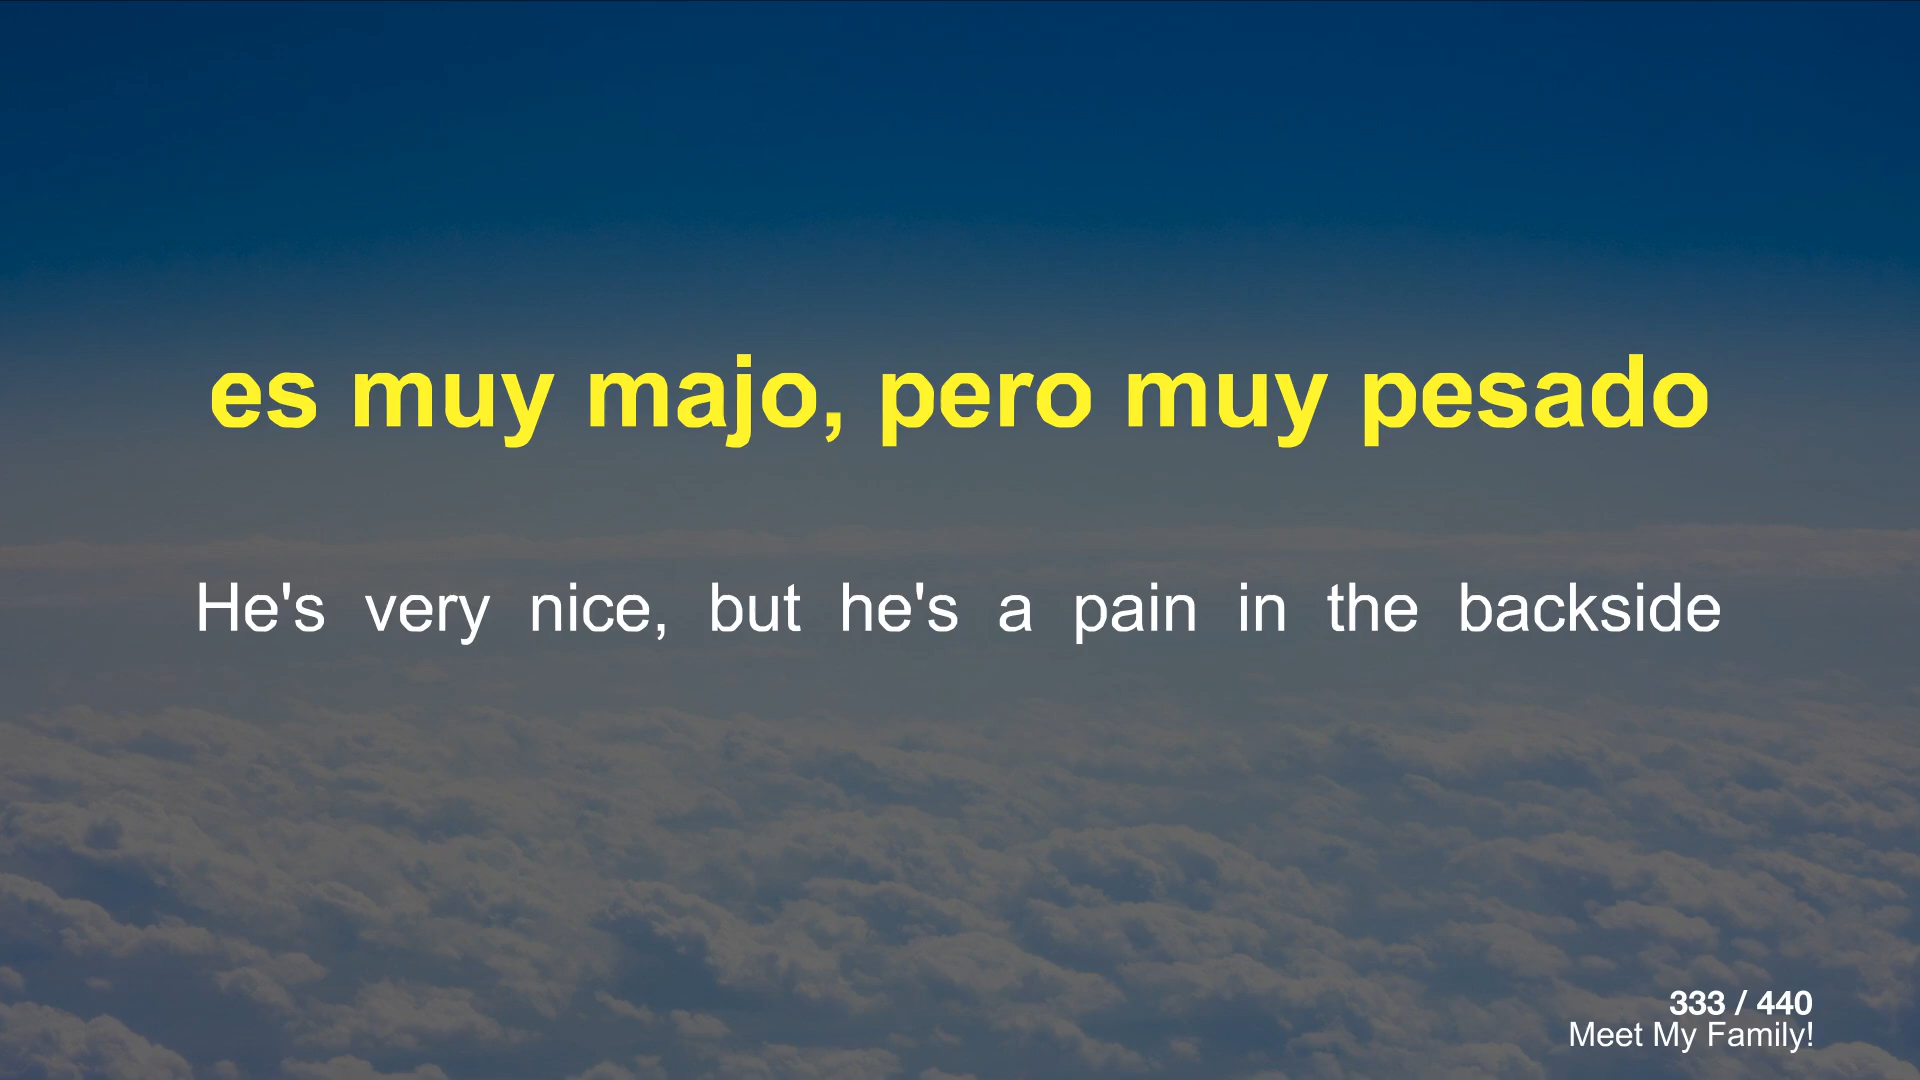 es muy majo, pero muy pesado
He's very nice, but he's a pain in the backside
333 / 440
Meet My Family!